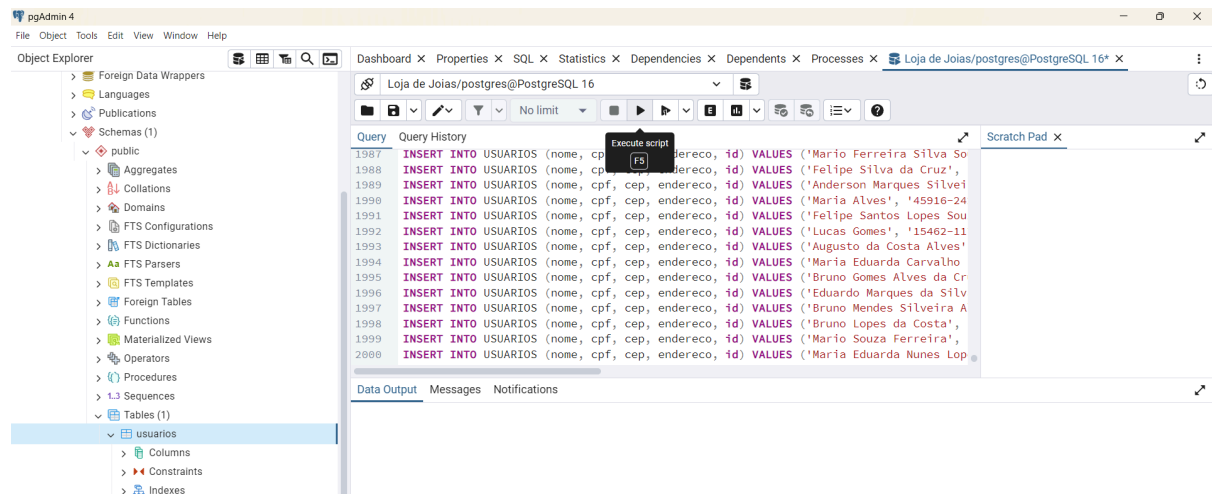 pgAdmin 4
File Object Tools Edit View Window Help
Object Explorer
Foreign Data Wrappers
Languages
Publications
Schemas (1)
public
Aggregates
Collations
Domains
FTS Configurations
FTS Dictionaries
Aa FTS Parsers
FTS Templates
Foreign Tables
Functions
Materialized Views
Operators
Procedures
1..3 Sequences
Tables (1)
usuarios
Columns
Constraints
Indexes
Dashboard X Properties X SQL X Statistics X Dependencies X Dependents X Processes X Loja de Joias/postgres@PostgreSQL 16* X
Loja de Joias/postgres@PostgreSQL 16
No limit
Query Query History
Execute script
F5
Scratch Pad X
1987 INSERT INTO USUARIOS (nome, cp dereco, id) VALUES ('Mario Ferreira Silva So
1988 INSERT INTO USUARIOS (nome, cp dereco, id) VALUES ('Felipe Silva da Cruz',
1989 INSERT INTO USUARIOS (nome, cpf, cep, endereco, id) VALUES ('Anderson Marques Silvei
1990 INSERT INTO USUARIOS (nome, cpf, cep, endereco, id) VALUES ('Maria Alves', '45916-24
1991 INSERT INTO USUARIOS (nome, cpf, cep, endereco, id) VALUES ('Felipe Santos Lopes Sou
1992 INSERT INTO USUARIOS (nome, cpf, cep, endereco, id) VALUES ('Lucas Gomes', '15462-11
1993 INSERT INTO USUARIOS (nome, cpf, cep, endereco, id) VALUES ('Augusto da Costa Alves'
1994 INSERT INTO USUARIOS (nome, cpf, cep, endereco, id) VALUES ('Maria Eduarda Carvalho
1995 INSERT INTO USUARIOS (nome, cpf, cep, endereco, id) VALUES ('Bruno Gomes Alves da Cr
1996 INSERT INTO USUARIOS (nome, cpf, cep, endereco, id) VALUES ('Eduardo Marques da Silv
1997 INSERT INTO USUARIOS (nome, cpf, cep, endereco, id) VALUES ('Bruno Mendes Silveira A
1998 INSERT INTO USUARIOS (nome, cpf, cep, endereco, id) VALUES ('Bruno Lopes da Costa',
1999 INSERT INTO USUARIOS (nome, cpf, cep, endereco, id) VALUES ('Mario Souza Ferreira',
2000 INSERT INTO USUARIOS (nome, cpf, cep, endereco, id) VALUES ('Maria Eduarda Nunes Lop
Data Output Messages Notifications